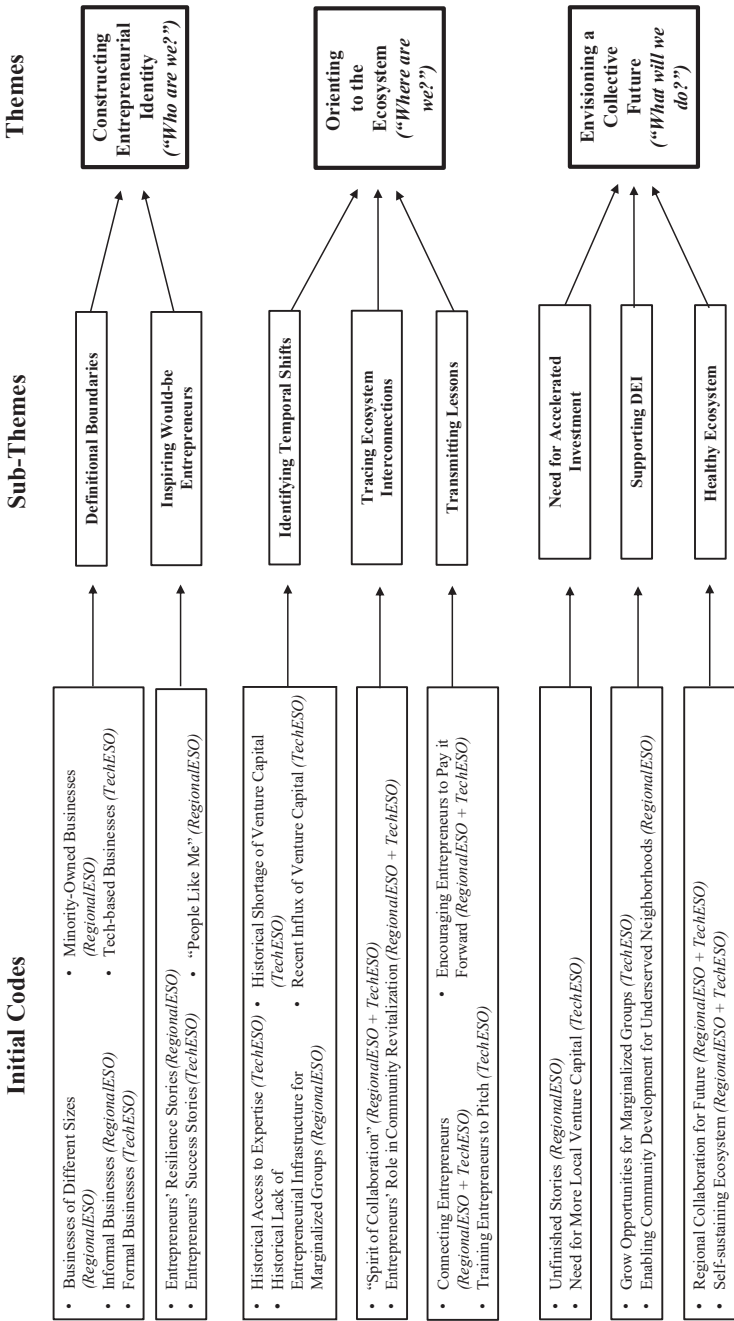 Initial Codes
Sub-Themes
Themes
• Businesses of Different Sizes
(RegionalESO)
• Informal Businesses (RegionalESO)
• Formal Businesses (TechESO)
• Minority-Owned Businesses
(RegionalESO)
• Tech-based Businesses (TechESO)
Definitional Boundaries
• Entrepreneurs’ Resilience Stories (RegionalESO)
• Entrepreneurs’ Success Stories (TechESO)
• “People Like Me” (RegionalESO)
Inspiring Would-be
Entrepreneurs
Constructing
Entrepreneurial
Identity
(“Who are we?”)
• Historical Access to Expertise (TechESO)
• Historical Lack of
Entrepreneurial Infrastructure for
Marginalized Groups (RegionalESO)
• Historical Shortage of Venture Capital
(TechESO)
• Recent Influx of Venture Capital (TechESO)
Identifying Temporal Shifts
• “Spirit of Collaboration” (RegionalESO + TechESO)
• Entrepreneurs’ Role in Community Revitalization (RegionalESO + TechESO)
Tracing Ecosystem
Interconnections
• Connecting Entrepreneurs
(RegionalESO + TechESO)
• Training Entrepreneurs to Pitch (TechESO)
• Encouraging Entrepreneurs to Pay it
Forward (RegionalESO + TechESO)
Transmitting Lessons
Orienting
to the
Ecosystem
(“Where are
we?”)
• Unfinished Stories (RegionalESO)
• Need for More Local Venture Capital (TechESO)
Need for Accelerated
Investment
• Grow Opportunities for Marginalized Groups (TechESO)
• Enabling Community Development for Underserved Neighborhoods (RegionalESO)
Supporting DEI
• Regional Collaboration for Future (RegionalESO + TechESO)
• Self-sustaining Ecosystem (RegionalESO + TechESO)
Healthy Ecosystem
Envisioning a
Collective
Future
(“What will we
do?”)